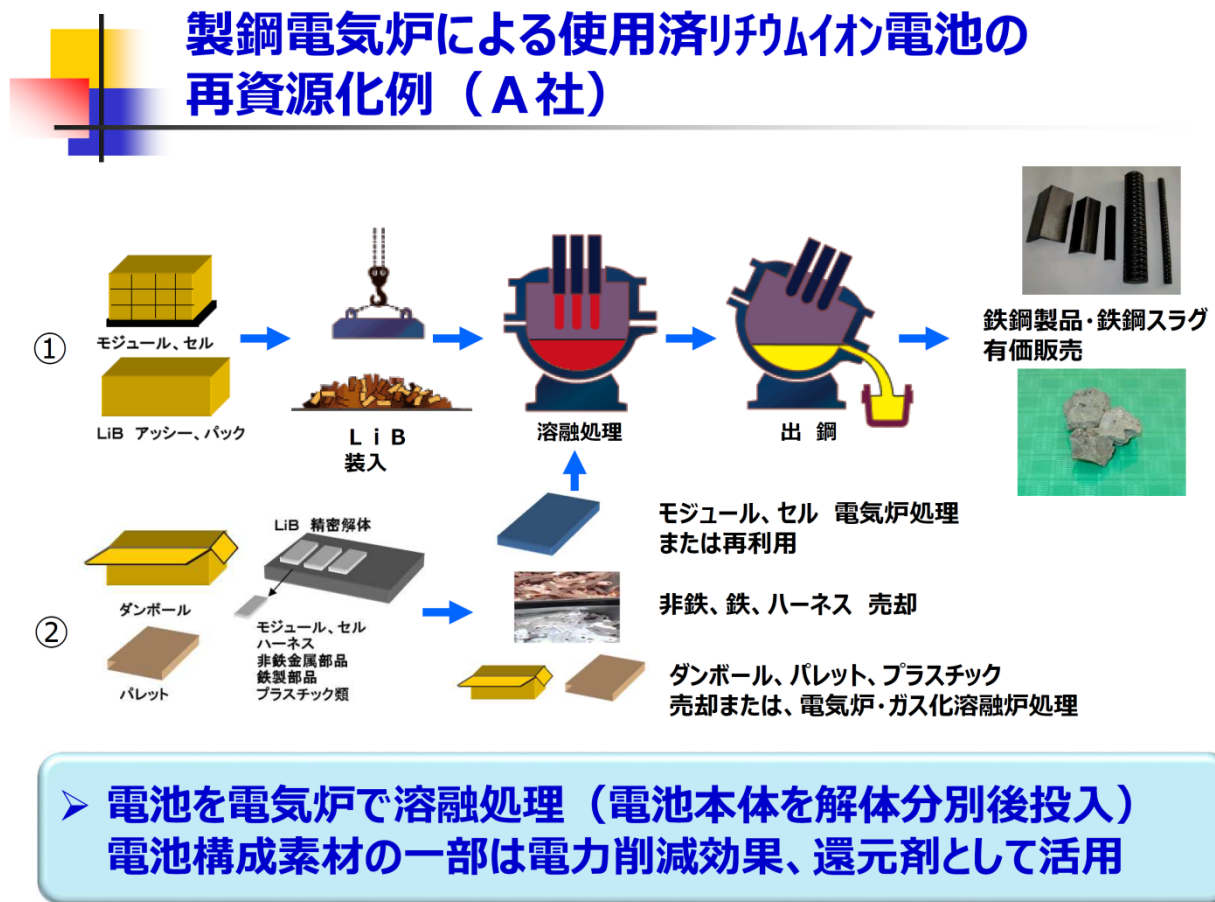 製鋼電気炉による使用済ﾘﾁｳﾑｲｵﾝ電池の
再資源化例（Ａ社）
①
モジュール、セル
LiB アッシー、パック
ＬｉＢ
装入
溶融処理
出 鋼
鉄鋼製品・鉄鋼スラグ
有価販売
②
ダンボール
パレット
LiB 精密解体
モジュール、セル
ハーネス
非鉄金属部品
鉄製部品
プラスチック類
モジュール、セル 電気炉処理
または再利用
非鉄、鉄、ハーネス 売却
ダンボール、パレット、プラスチック
売却または、電気炉・ガス化溶融炉処理
➢ 電池を電気炉で溶融処理（電池本体を解体分別後投入）
電池構成素材の一部は電力削減効果、還元剤として活用